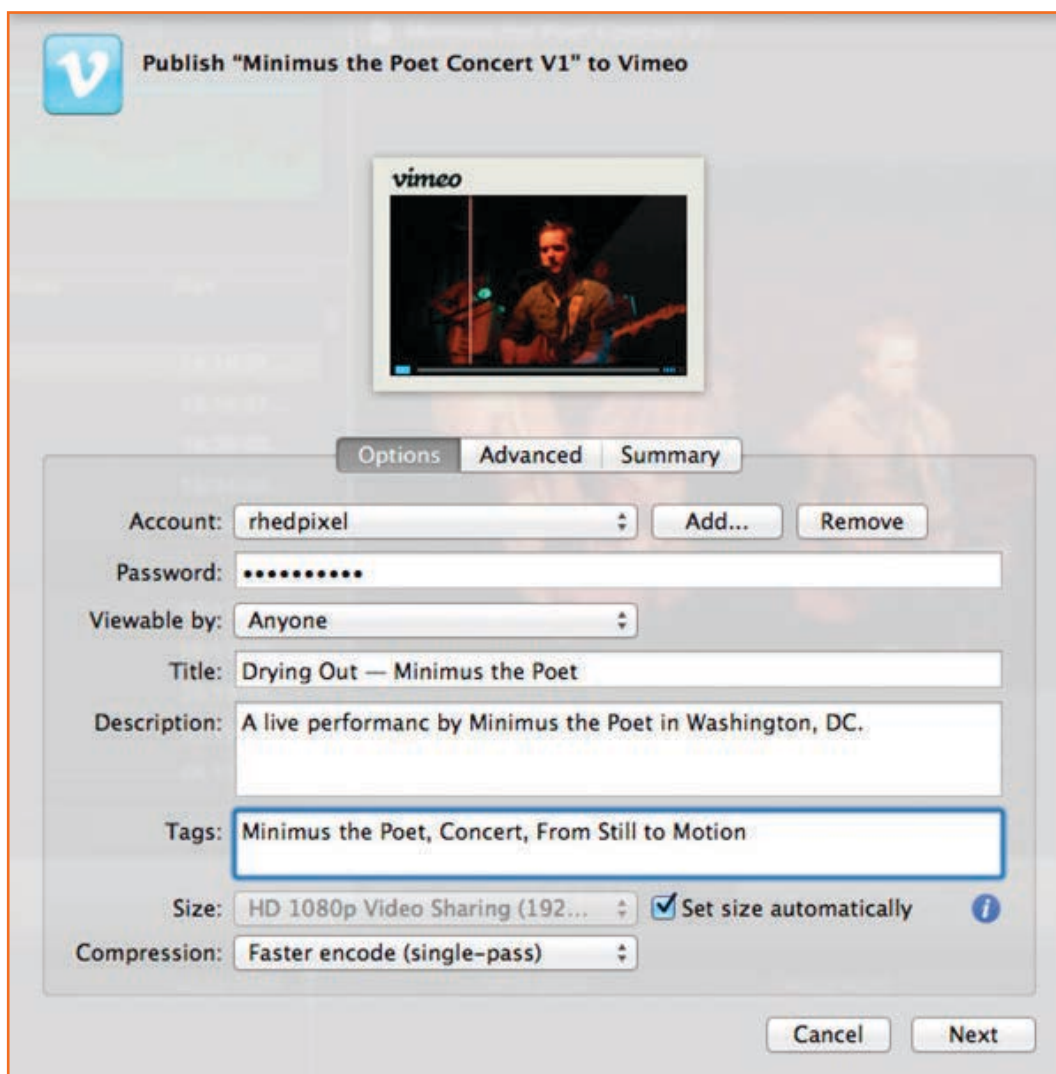 Publish “Minimus the Poet Concert V1” to Vimeo
vimeo
Options Advanced Summary
Account: rhedpixel Add... Remove
Password: ••••••••••
Viewable by: Anyone
Title: Drying Out — Minimus the Poet
Description: A live performanc by Minimus the Poet in Washington, DC.
Tags: Minimus the Poet, Concert, From Still to Motion
Size: HD 1080p Video Sharing (192... Set size automatically
Compression: Faster encode (single-pass)
Cancel Next